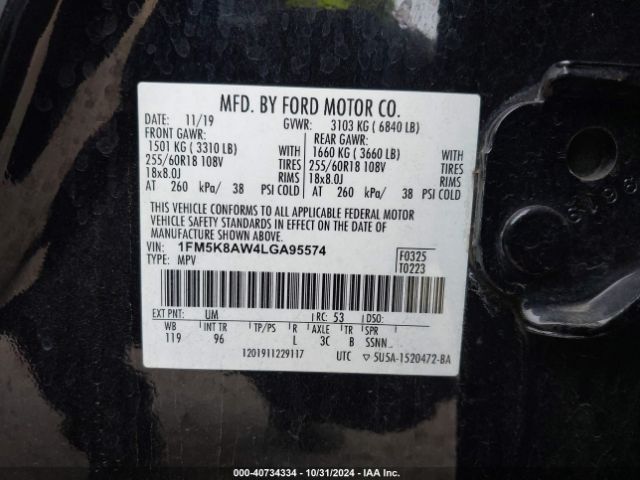 MFD. BY FORD MOTOR CO.
DATE: 11/19 GVWR: 3103 KG ( 6840 LB)
FRONT GAWR: REAR GAWR:
1501 KG ( 3310 LB) 1660 KG ( 3660 LB)
255/60R18 108V TIRES 255/60R18 108V TIRES
18x8.0J RIMS 18x8.0J RIMS
AT 260 kPa/ 38 PSI COLD AT 260 kPa/ 38 PSI COLD
THIS VEHICLE CONFORMS TO ALL APPLICABLE FEDERAL MOTOR
VEHICLE SAFETY STANDARDS IN EFFECT ON THE DATE OF
MANUFACTURE SHOWN ABOVE.
VIN: 1FM5K8AW4LGA95574 F0325
TYPE: MPV T0223
EXT PNT: UM RC: 53 DSO:
WB INT TR TP/PS R AXLE TR SPR
119 96 L 3C B SSNN
1201911229117 UTC ▽ 5U5A-1520472-BA
000-40734334 - 10/31/2024 - IAA Inc.